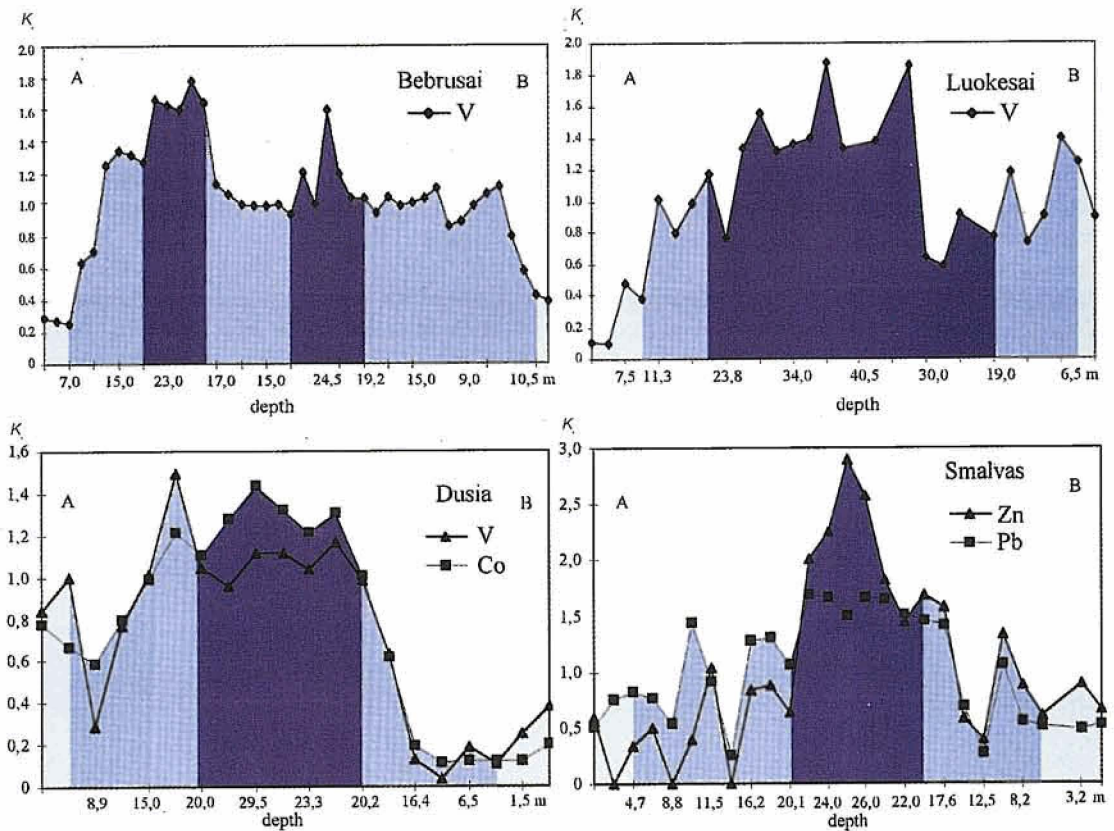 K
2.0
1.8
1.6
1.4
1.2
1.0
0.8
0.6
0.4
0.2
0
A
B
Bebrusai
V
7,0 15,0 23,0 17,0 15,0 24,5 19,2 15,0 9,0 10,5 m
depth
K
2.0
1.8
1.6
1.4
1.2
1.0
0.8
0.6
0.4
0.2
0
A
B
Luokesai
V
7,5 11,3 23,8 34,0 40,5 30,0 19,0 6,5 m
depth
K
1.6
1.4
1.2
1.0
0.8
0.6
0.4
0,2
0
A
B
Dusia
V
Co
8,9 15,0 20,0 29,5 23,3 20,2 16,4 6,5 1,5 m
depth
K
3,0
2,5
2,0
1,5
1,0
0,5
0
A
B
Smalvas
Zn
Pb
4,7 8,8 11,5 16,2 20,1 24,0 26,0 22,0 17,6 12,5 8,2 3,2 m
depth